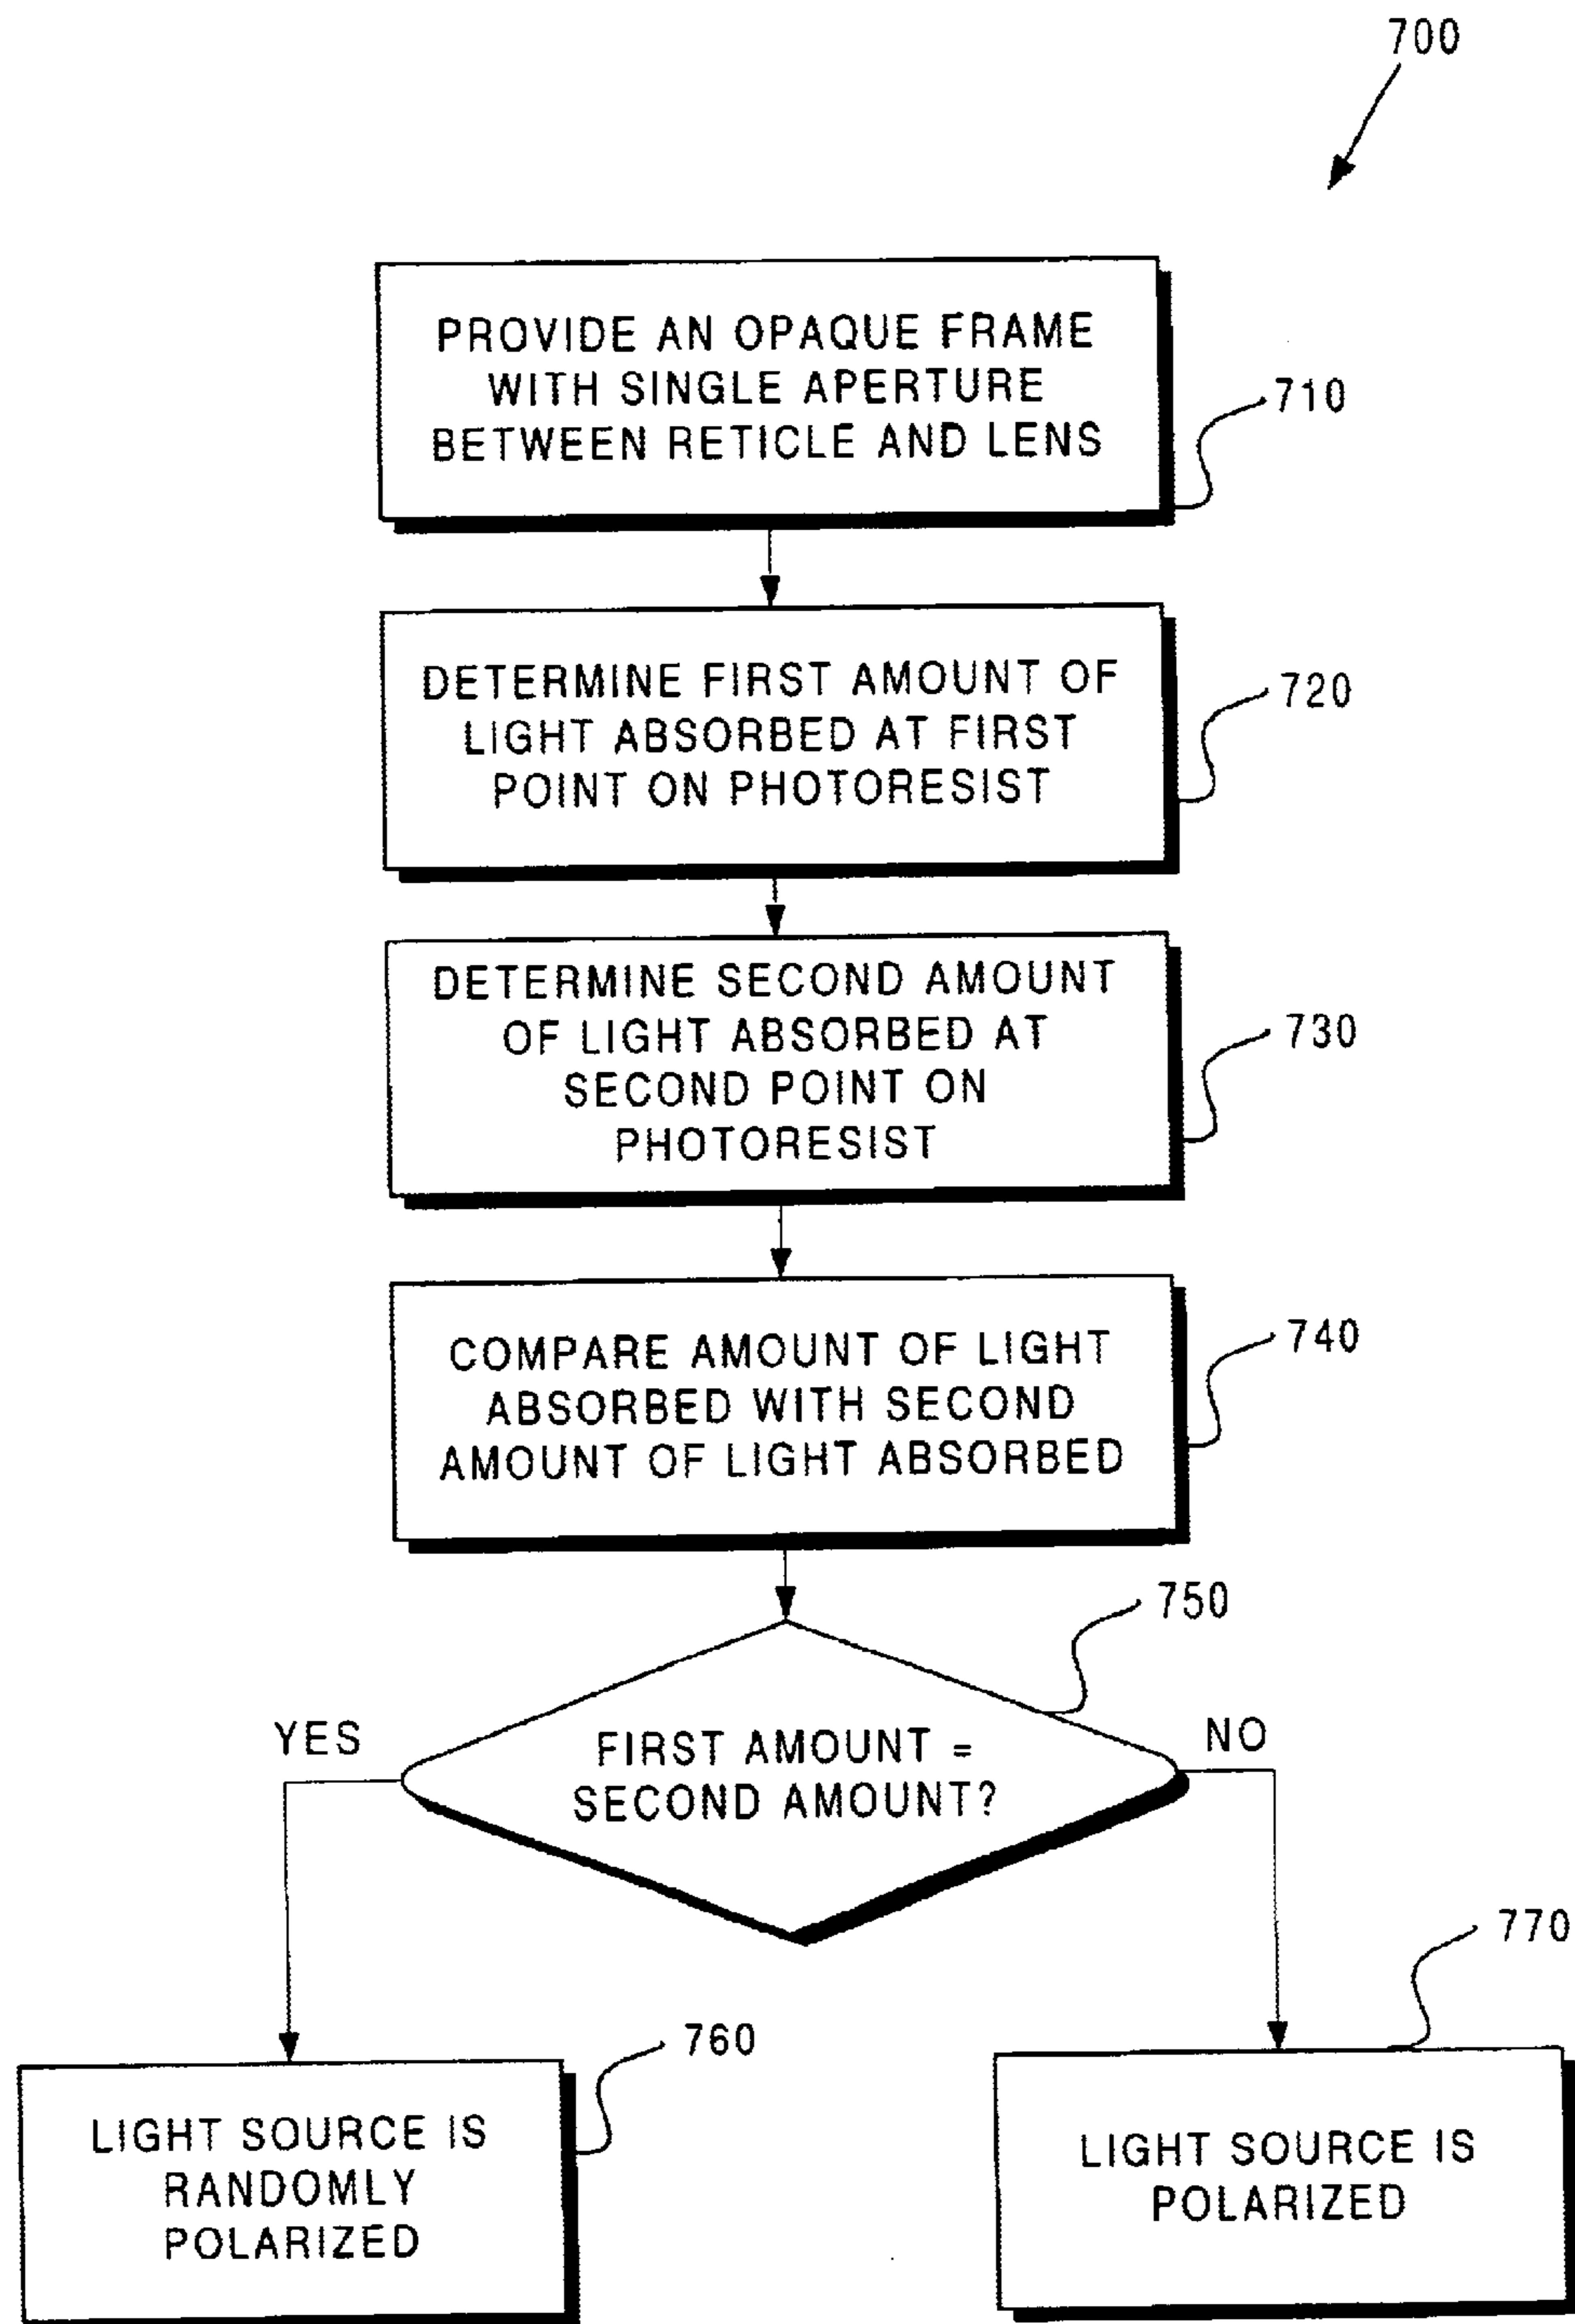 700
PROVIDE AN OPAQUE FRAME
WITH SINGLE APERTURE
BETWEEN RETICLE AND LENS
710
DETERMINE FIRST AMOUNT OF
LIGHT ABSORBED AT FIRST
POINT ON PHOTORESIST
720
DETERMINE SECOND AMOUNT
OF LIGHT ABSORBED AT
SECOND POINT ON
PHOTORESIST
730
COMPARE AMOUNT OF LIGHT
ABSORBED WITH SECOND
AMOUNT OF LIGHT ABSORBED
740
750
YES
FIRST AMOUNT =
SECOND AMOUNT?
NO
760
LIGHT SOURCE IS
RANDOMLY
POLARIZED
770
LIGHT SOURCE IS
POLARIZED